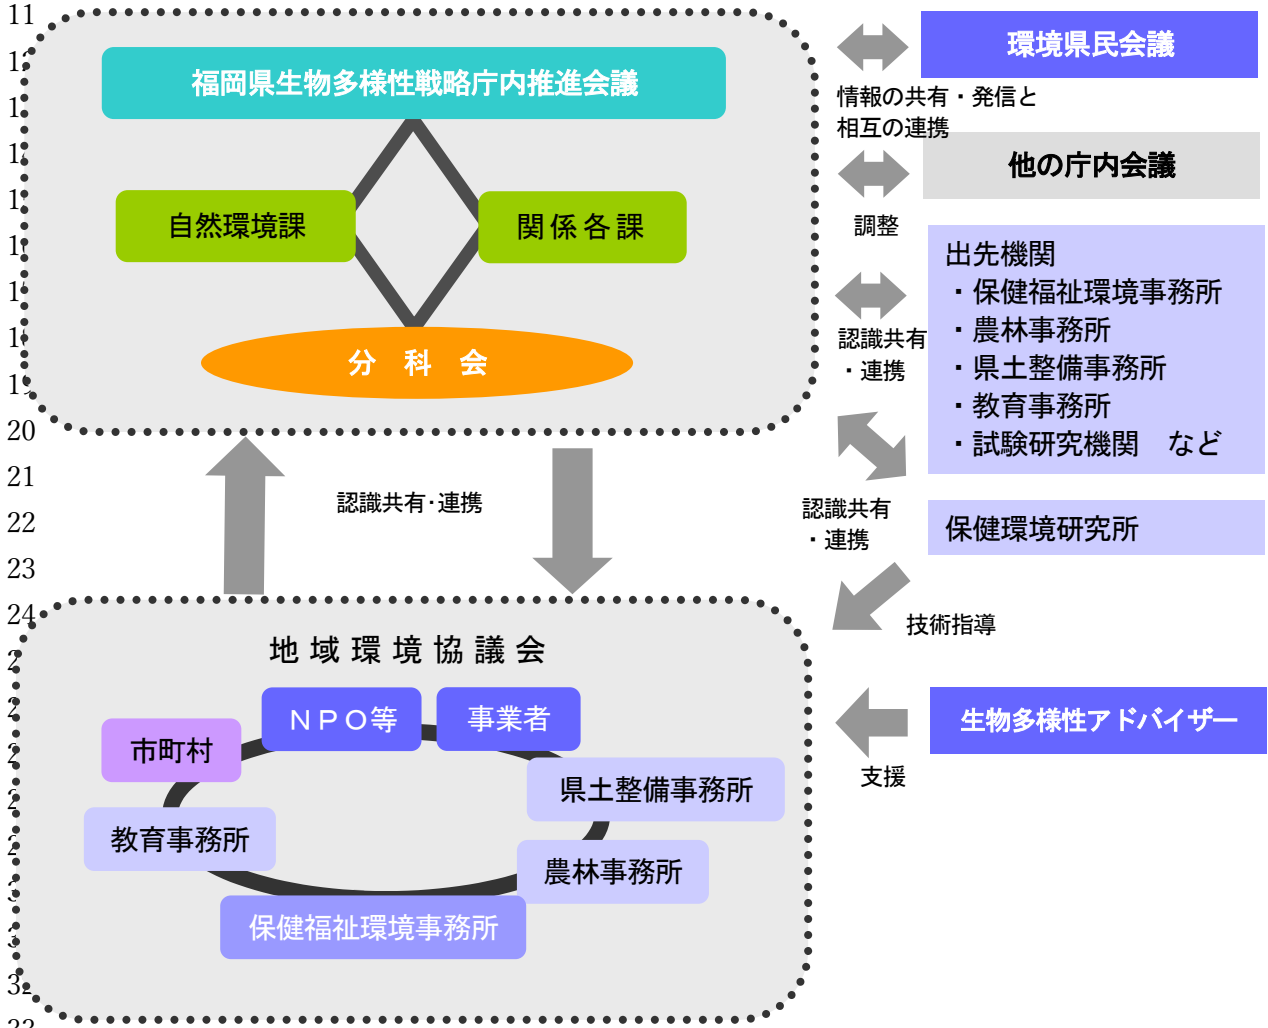 11
福岡県生物多様性戦略庁内推進会議
自然環境課
関係各課
分科会
環境県民会議
情報の共有・発信と
相互の連携
他の庁内会議
調整
出先機関
・保健福祉環境事務所
・農林事務所
・県土整備事務所
・教育事務所
・試験研究機関　など
認識共有
・連携
保健環境研究所
認識共有
・連携
技術指導
20
21
22
23
24
認識共有･連携
地域環境協議会
ＮＰＯ等
事業者
市町村
県土整備事務所
教育事務所
農林事務所
保健福祉環境事務所
生物多様性アドバイザー
支援